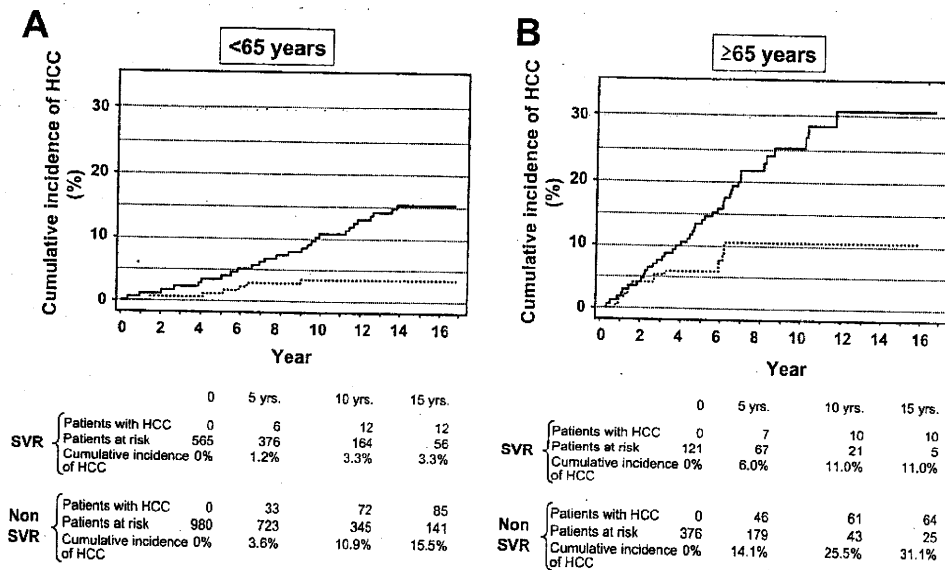 A
<65 years
Cumulative incidence of HCC
(%)
30
20
10
0
0 2 4 6 8 10 12 14 16
Year
0 5 yrs. 10 yrs. 15 yrs.
SVR
Patients with HCC 0 6 12 12
Patients at risk 565 376 164 56
Cumulative incidence 0% 1.2% 3.3% 3.3%
of HCC
Non
SVR
Patients with HCC 0 33 72 85
Patients at risk 980 723 345 141
Cumulative incidence 0% 3.6% 10.9% 15.5%
of HCC
B
≥65 years
Cumulative incidence of HCC
(%)
30
20
10
0
0 2 4 6 8 10 12 14 16
Year
0 5 yrs. 10 yrs. 15 yrs.
SVR
Patients with HCC 0 7 10 10
Patients at risk 121 67 21 5
Cumulative incidence 0% 6.0% 11.0% 11.0%
of HCC
Non
SVR
Patients with HCC 0 46 61 64
Patients at risk 376 179 43 25
Cumulative incidence 0% 14.1% 25.5% 31.1%
of HCC